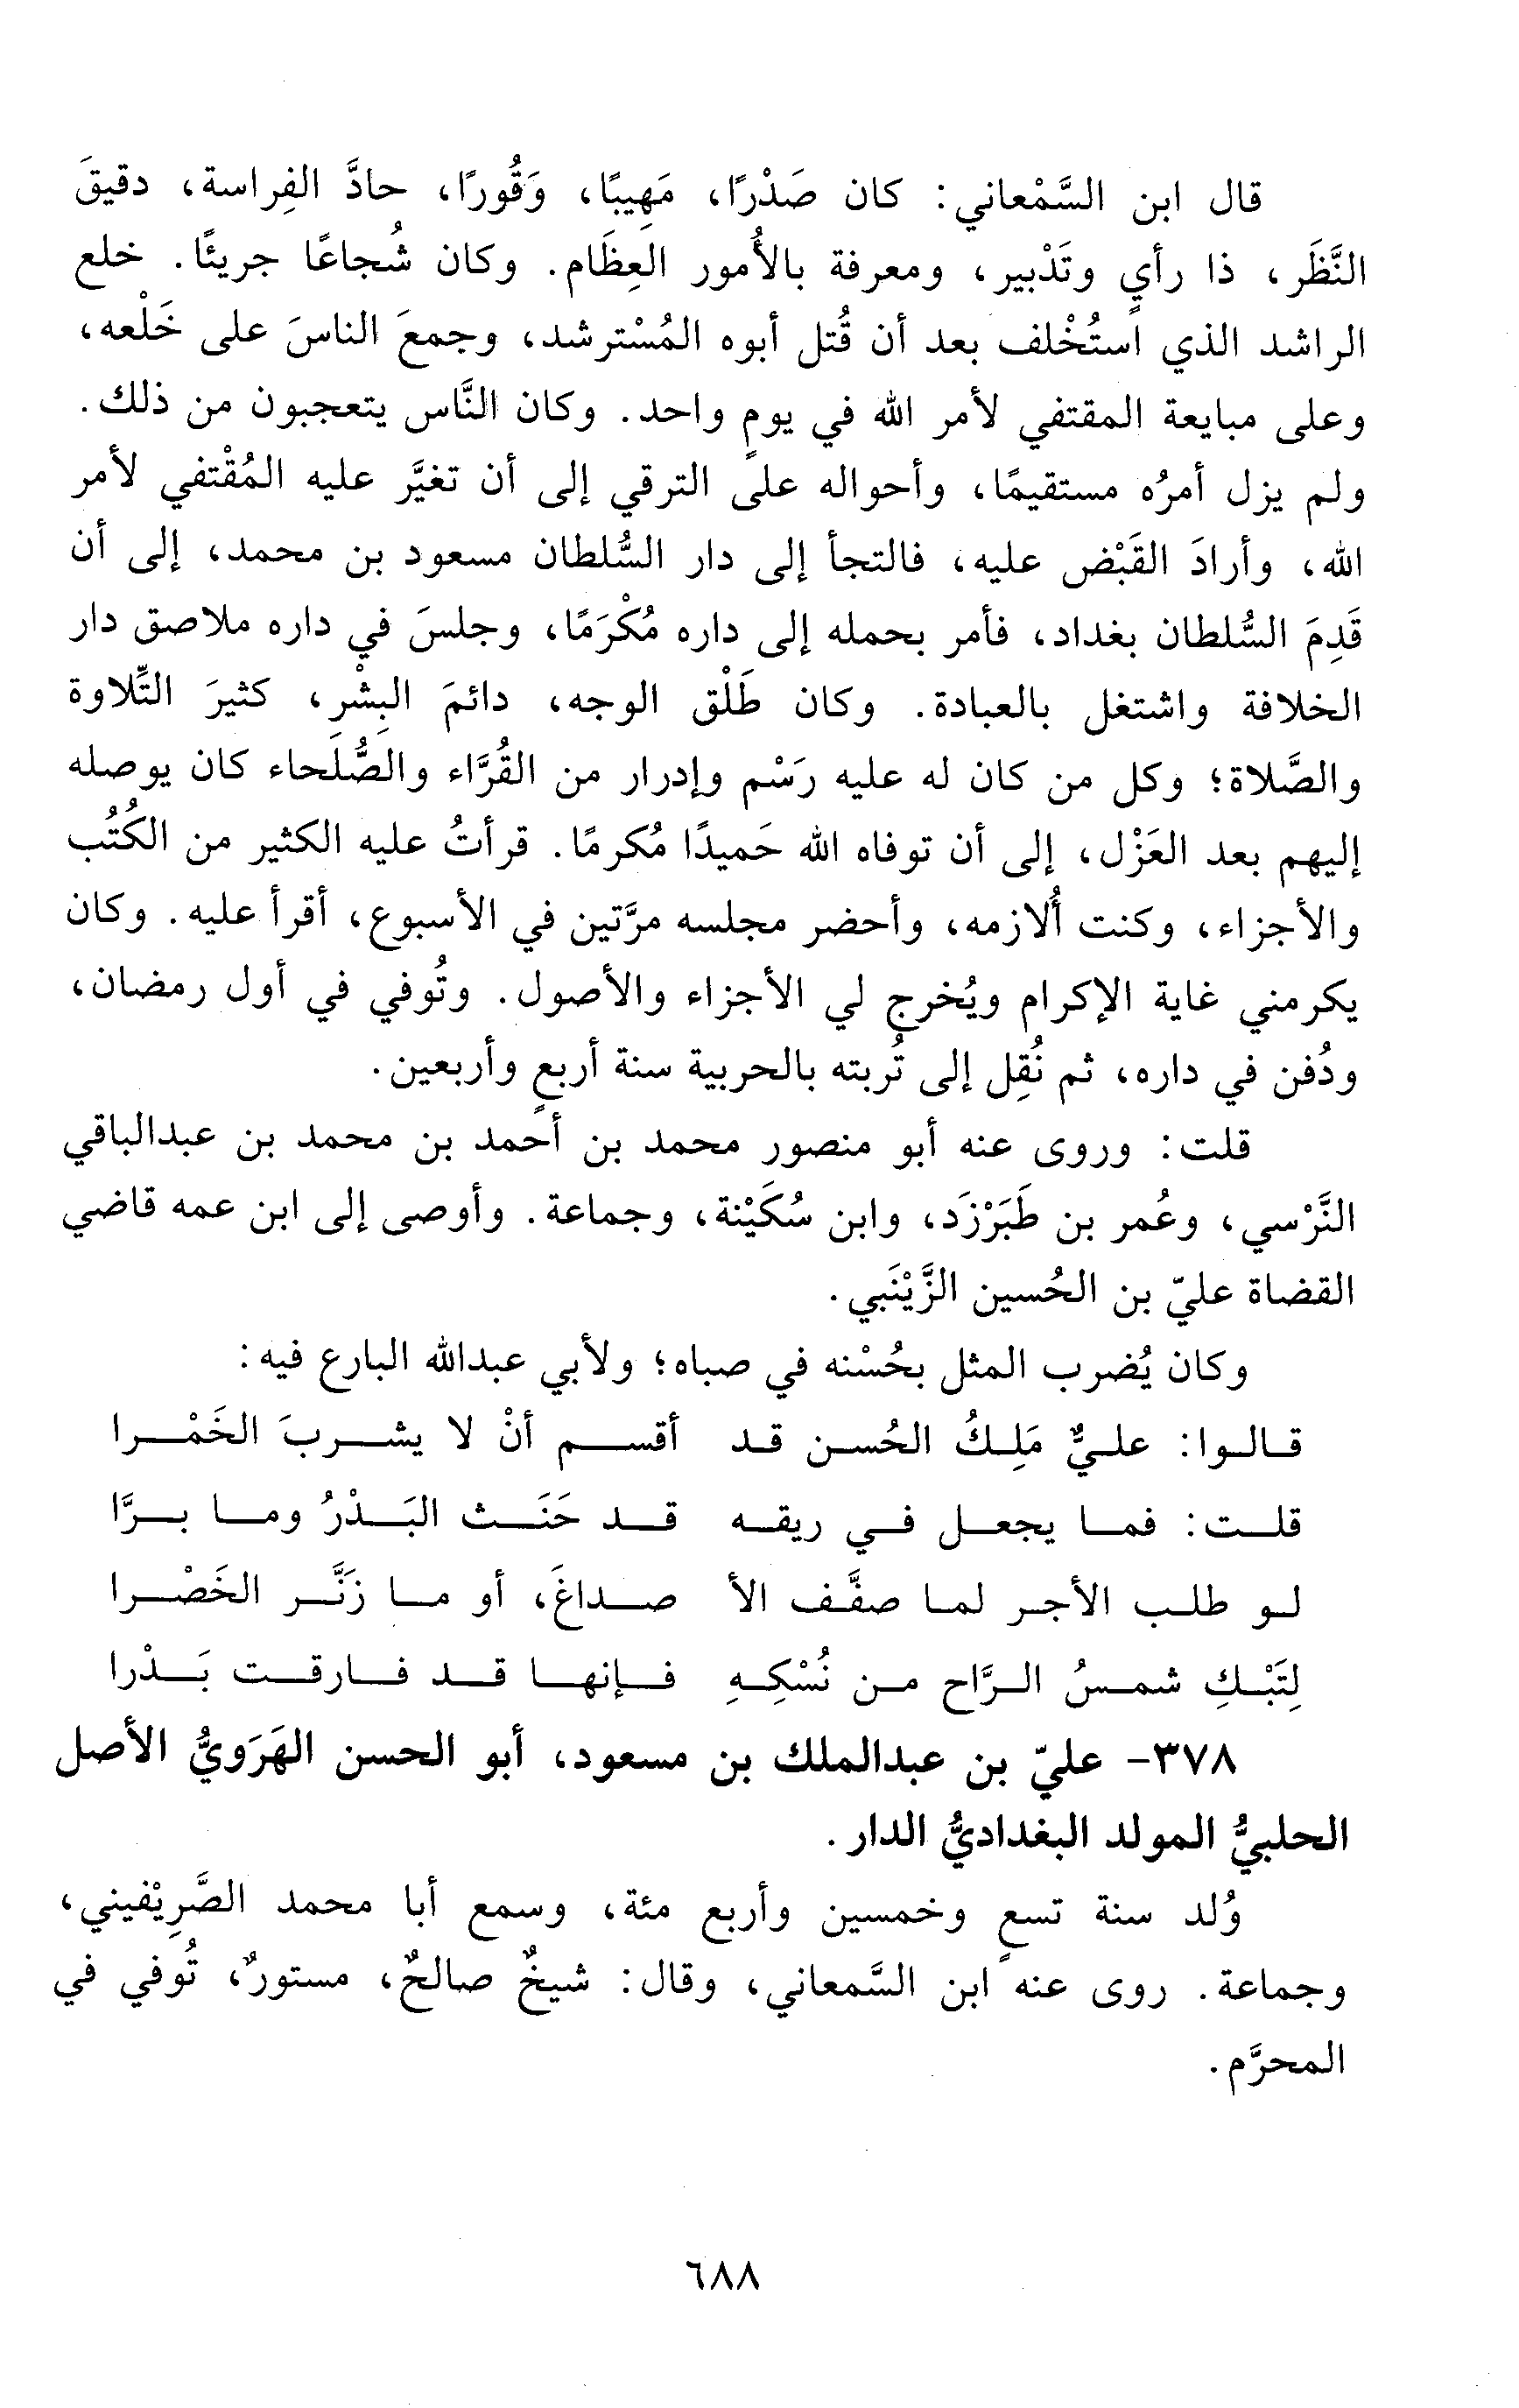 قال ابن السَّمْعاني: كان صَدْرًا، مَهِيبًا، وَقُورًا، حادَّ الفِراسة، دقيقَ
النَّظَر، ذا رأيٍ وتَدْبير، ومعرفة بالأُمور العِظَام. وكان شُجاعًا جريئًا. خلع
الراشد الذي استُخْلف بعد أن قُتل أبوه المُسْترشد، وجمعَ الناسَ على خَلْعه،
وعلى مبايعة المقتفي لأمر الله في يومٍ واحد. وكان النَّاس يتعجبون من ذلك.
ولم يزل أمرُه مستقيمًا، وأحواله على الترقي إلى أن تغيَّر عليه المُقْتفي لأمر
الله، وأرادَ القَبْض عليه، فالتجأ إلى دار السُّلطان مسعود بن محمد، إلى أن
قَدِمَ السُّلطان بغداد، فأمر بحمله إلى داره مُكْرَمًا، وجلسَ في داره ملاصق دار
الخلافة واشتغل بالعبادة. وكان طَلْق الوجه، دائمَ البِشْرِ، كثيرَ التِّلاوة
والصَّلاة؛ وكل من كان له عليه رَسْم وإدرار من القُرَّاء والصُّلَحاء كان يوصله
إليهم بعد العَزْل، إلى أن توفاه الله حَميدًا مُكرمًا. قرأتُ عليه الكثير من الكُتُب
والأجزاء، وكنت أُلازمه، وأحضر مجلسه مرَّتين في الأسبوع، أقرأ عليه. وكان
يكرمني غاية الإكرام ويُخرج لي الأجزاء والأصول. وتُوفي في أول رمضان،
ودُفن في داره، ثم نُقِل إلى تُربته بالحربية سنة أربعٍ وأربعين.
قلت: وروى عنه أبو منصور محمد بن أحمد بن محمد بن عبدالباقي
النَّرْسي، وعُمر بن طَبَرْزَد، وابن سُكَيْنة، وجماعة. وأوصى إلى ابن عمه قاضي
القضاة عليّ بن الحُسين الزَّيْنَبي.
وكان يُضرب المثل بحُسْنه في صباه؛ ولأبي عبدالله البارع فيه:
قالوا: عليٌّ مَلِكُ الحُسن قد أقسم أنْ لا يشربَ الخَمْرا
قلت: فما يجعل في ريقه قد حَنَث البَدْرُ وما برَّا
لو طلب الأجر لما صفَّف الأ صداغَ، أو ما زَنَّر الخَصْرا
لِتَبْكِ شمسُ الرَّاح من نُسْكِهِ فإنها قد فارقت بَدْرا
٣٧٨- عليّ بن عبدالملك بن مسعود، أبو الحسن الهَرَويُّ الأصل
الحلبيُّ المولد البغداديُّ الدار.
وُلد سنة تسعٍ وخمسين وأربع مئة، وسمع أبا محمد الصَّرِيْفيني،
وجماعة. روى عنه ابن السَّمعاني، وقال: شيخٌ صالحٌ، مستورٌ، تُوفي في
المحرَّم.
٦٨٨